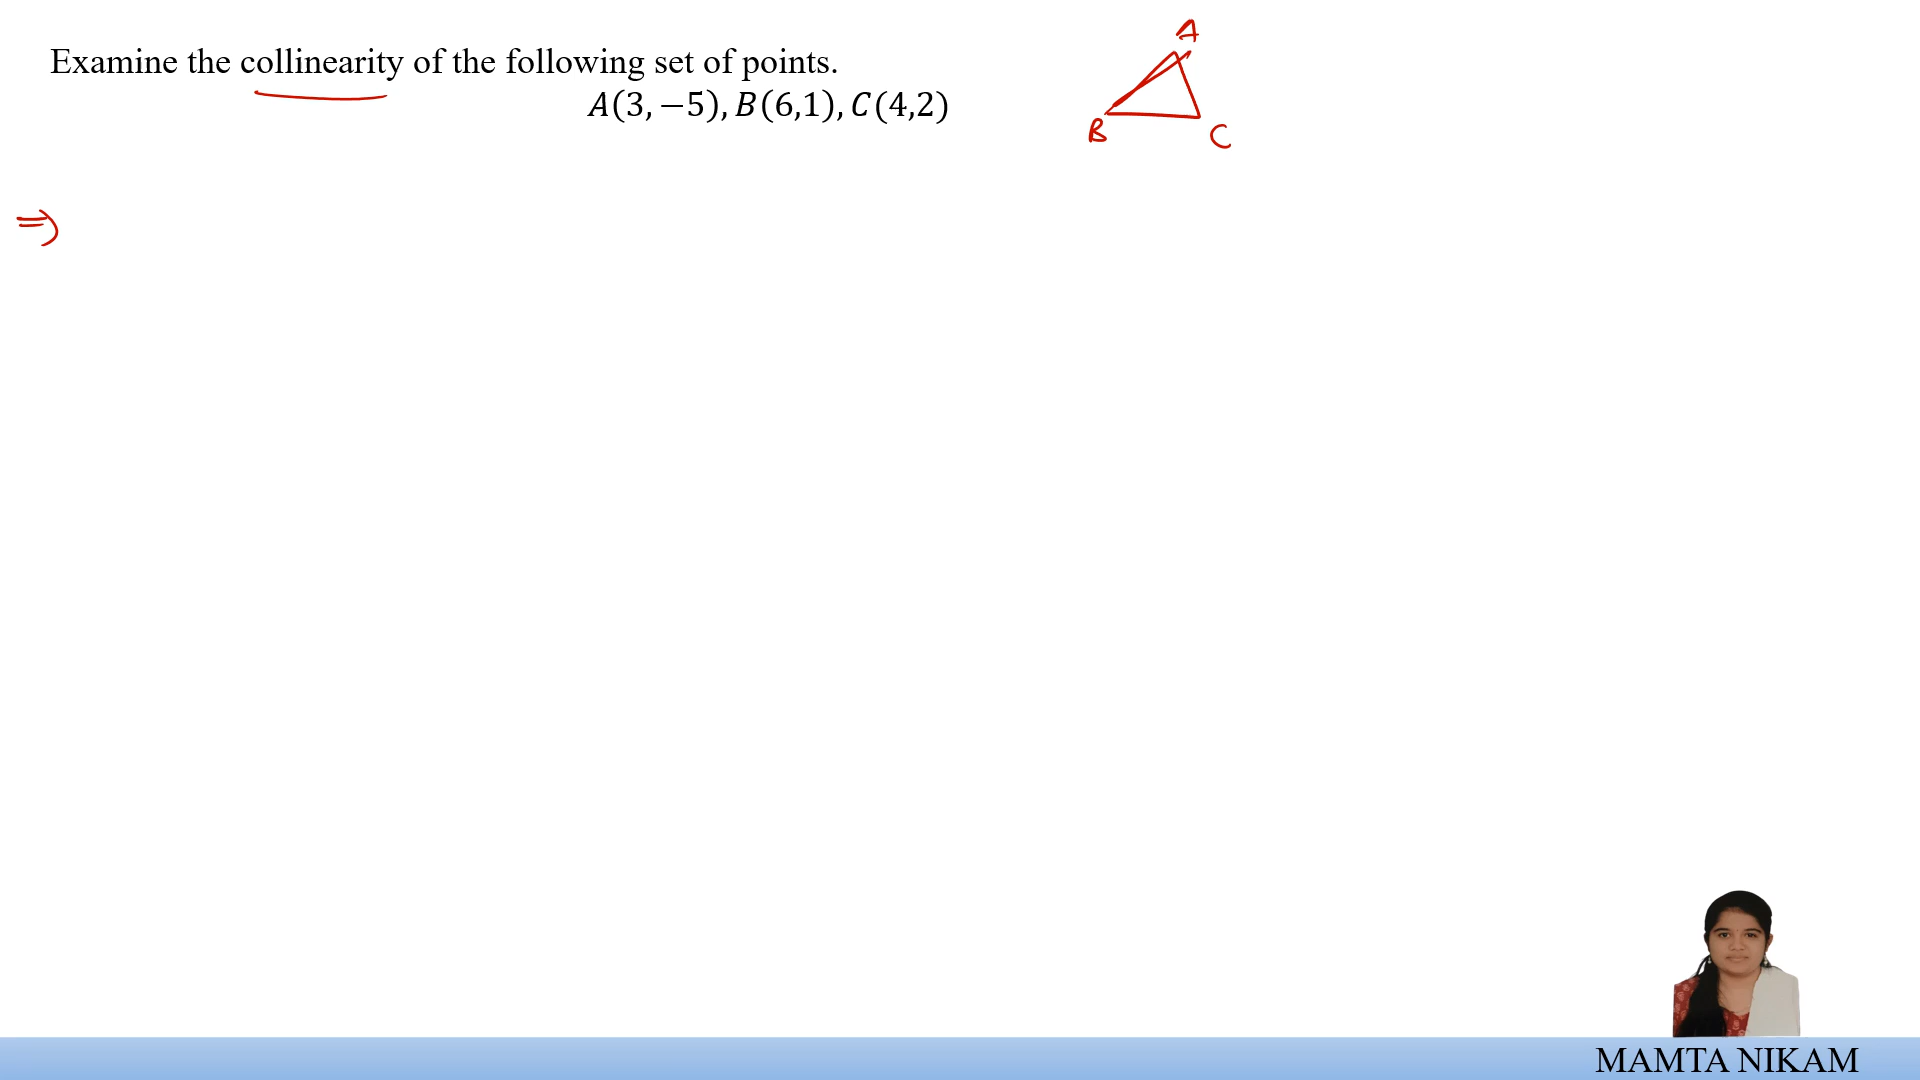 Examine the collinearity of the following set of points.
A(3, −5), B(6,1), C(4,2)
A
B
C
⇒
MAMTA NIKAM